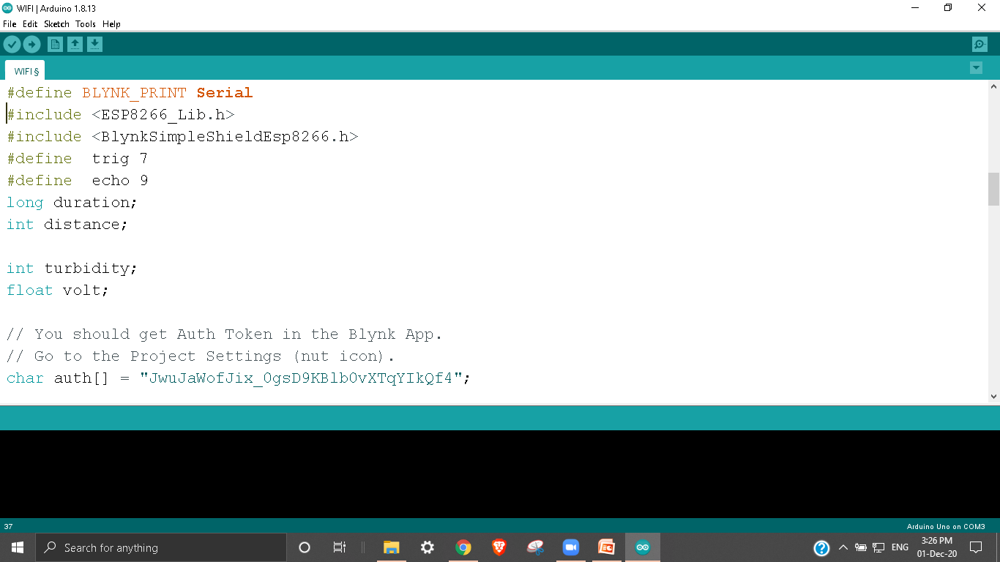 WIFI | Arduino 1.8.13
File Edit Sketch Tools Help
WIFI §
#define BLYNK_PRINT Serial
#include <ESP8266_Lib.h>
#include <BlynkSimpleShieldEsp8266.h>
#define  trig 7
#define  echo 9
long duration;
int distance;
int turbidity;
float volt;
// You should get Auth Token in the Blynk App.
// Go to the Project Settings (nut icon).
char auth[] = "JwuJaWofJix_0gsD9KBlb0vXTqYIkQf4";
37
Arduino Uno on COM3
Search for anything
ENG
3:26 PM
01-Dec-20